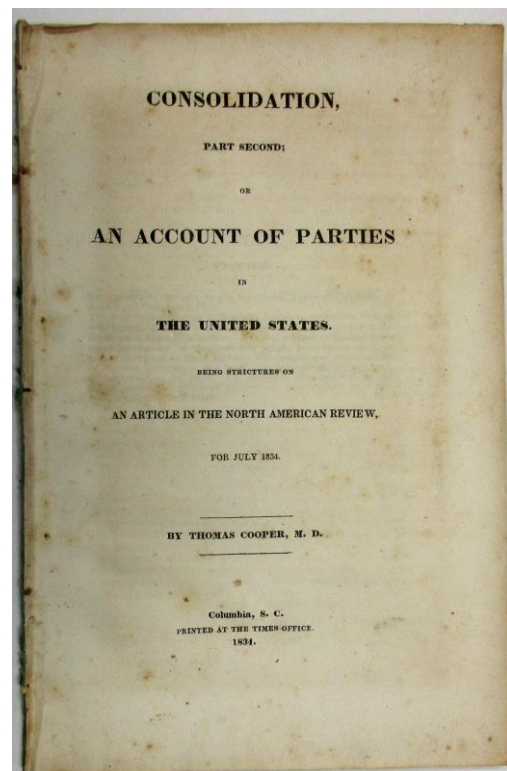 CONSOLIDATION,
PART SECOND;
OR
AN ACCOUNT OF PARTIES
IN
THE UNITED STATES.
BEING STRICTURES ON
AN ARTICLE IN THE NORTH AMERICAN REVIEW,
FOR JULY 1834.
BY THOMAS COOPER, M. D.
Columbia, S. C.
PRINTED AT THE TIMES OFFICE.
1834.